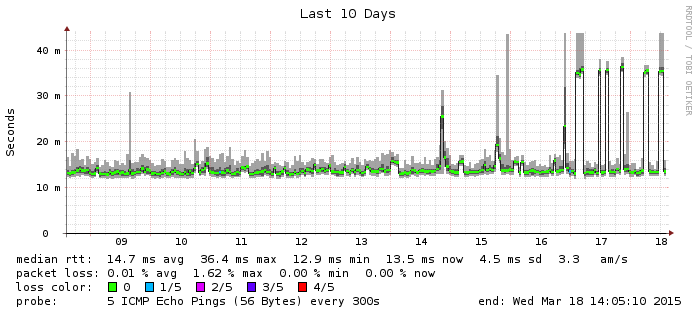 Last 10 Days
RRDTOOL / TOBI OETIKER
Seconds
40 m
30 m
20 m
10 m
0
09 10 11 12 13 14 15 16 17 18
median rtt: 14.7 ms avg 36.4 ms max 12.9 ms min 13.5 ms now 4.5 ms sd 3.3 am/s
packet loss: 0.01 % avg 1.62 % max 0.00 % min 0.00 % now
loss color: 0 1/5 2/5 3/5 4/5
probe: 5 ICMP Echo Pings (56 Bytes) every 300s end: Wed Mar 18 14:05:10 2015